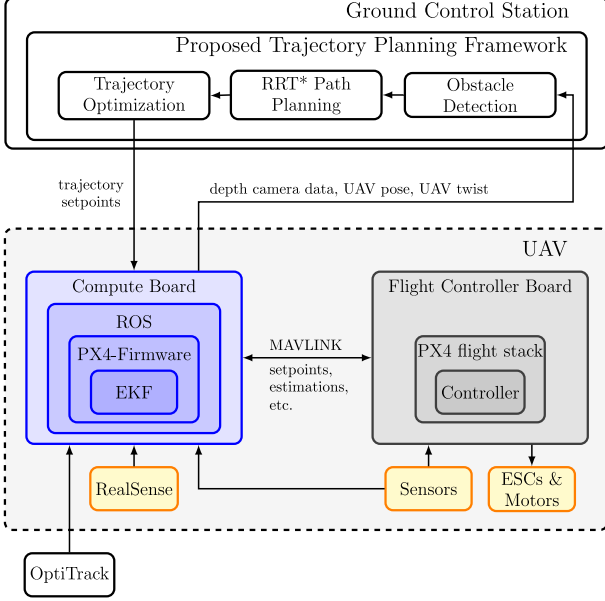 Ground Control Station
Proposed Trajectory Planning Framework
Trajectory
Optimization
RRT* Path
Planning
Obstacle
Detection
trajectory
setpoints
depth camera data, UAV pose, UAV twist
UAV
Compute Board
ROS
PX4-Firmware
EKF
MAVLINK
setpoints,
estimations,
etc.
Flight Controller Board
PX4 flight stack
Controller
RealSense
Sensors
ESCs &
Motors
OptiTrack